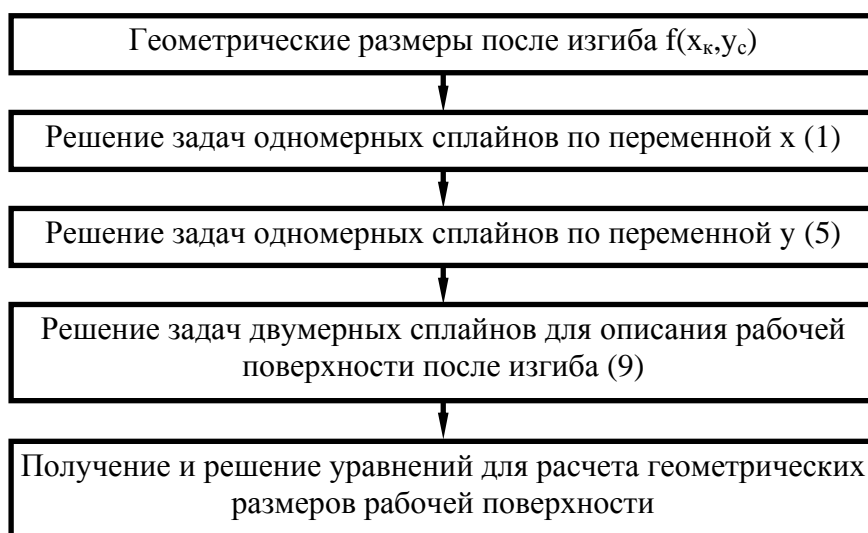 Геометрические размеры после изгиба f(xк,yс)
Решение задач одномерных сплайнов по переменной x (1)
Решение задач одномерных сплайнов по переменной y (5)
Решение задач двумерных сплайнов для описания рабочей
поверхности после изгиба (9)
Получение и решение уравнений для расчета геометрических
размеров рабочей поверхности